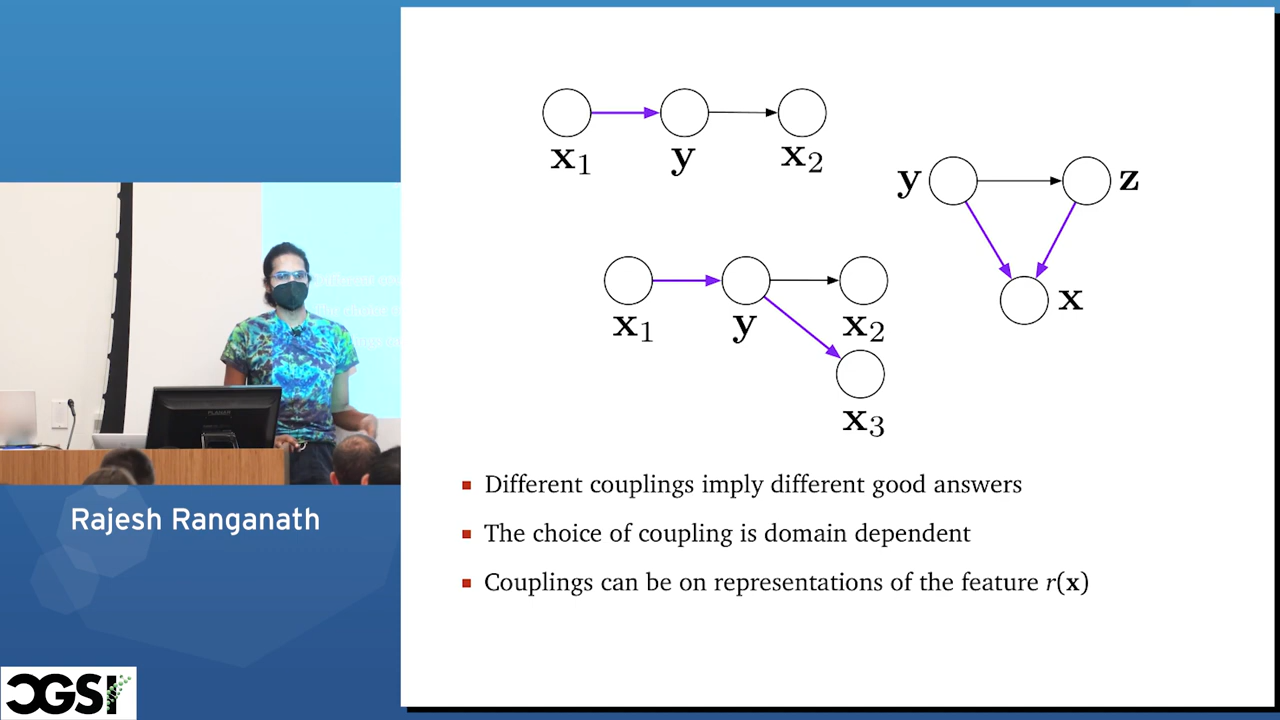 x1 y x2
y z
x
x1 y x2
x3
Different couplings imply different good answers
The choice of coupling is domain dependent
Couplings can be on representations of the feature r(x)
Rajesh Ranganath
CGSI